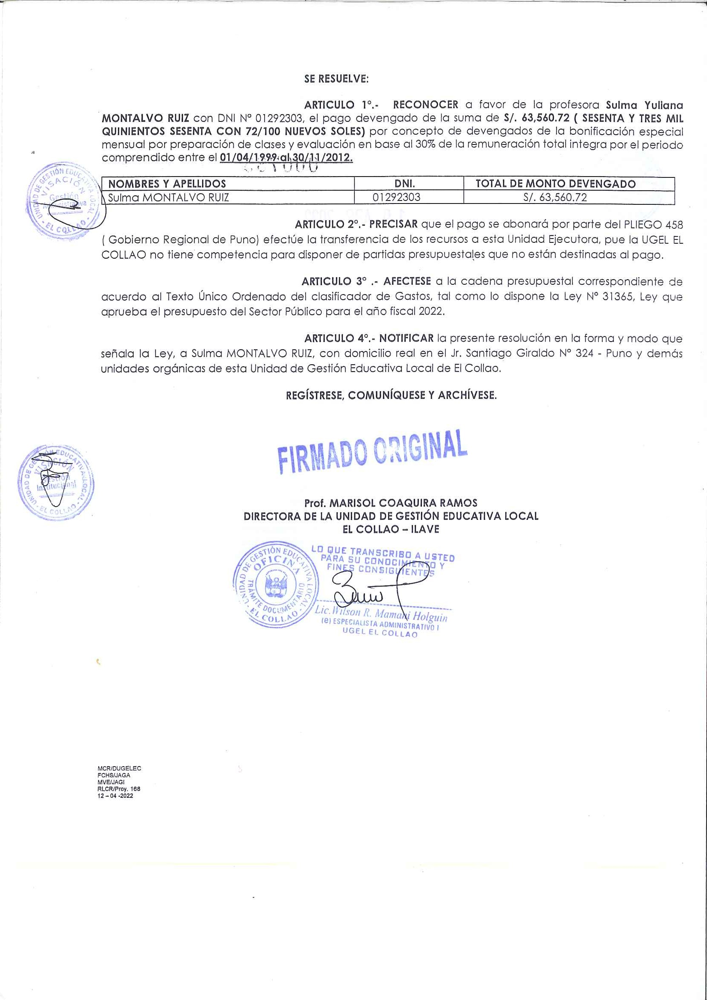 SE RESUELVE:
ARTICULO 1º.- RECONOCER a favor de la profesora Sulma Yuliana
MONTALVO RUIZ con DNI Nº 01292303, el pago devengado de la suma de S/. 63,560.72 ( SESENTA Y TRES MIL
QUINIENTOS SESENTA CON 72/100 NUEVOS SOLES) por concepto de devengados de la bonificación especial
mensual por preparación de clases y evaluación en base al 30% de la remuneración total integra por el periodo
comprendido entre el 01/04/1999 al 30/11/2012.
NOMBRES Y APELLIDOS DNI. TOTAL DE MONTO DEVENGADO
Sulma MONTALVO RUIZ 01292303 S/. 63,560.72
UNIDAD DE GESTIÓN EDUCATIVA LOCAL
VISACIÓN
Gestión
Administrativa
- EL COLLAO -
ARTICULO 2º.- PRECISAR que el pago se abonará por parte del PLIEGO 458
( Gobierno Regional de Puno) efectúe la transferencia de los recursos a esta Unidad Ejecutora, pue la UGEL EL
COLLAO no tiene competencia para disponer de partidas presupuestales que no están destinadas al pago.
ARTICULO 3º .- AFECTESE a la cadena presupuestal correspondiente de
acuerdo al Texto Único Ordenado del clasificador de Gastos, tal como lo dispone la Ley Nº 31365, Ley que
aprueba el presupuesto del Sector Público para el año fiscal 2022.
ARTICULO 4º.- NOTIFICAR la presente resolución en la forma y modo que
señala la Ley, a Sulma MONTALVO RUIZ, con domicilio real en el Jr. Santiago Giraldo Nº 324 - Puno y demás
unidades orgánicas de esta Unidad de Gestión Educativa Local de El Collao.
REGÍSTRESE, COMUNÍQUESE Y ARCHÍVESE.
FIRMADO ORIGINAL
UNIDAD DE GESTIÓN EDUCATIVA LOCAL
VISACIÓN
Gestión
Institucional
- EL COLLAO -
Prof. MARISOL COAQUIRA RAMOS
DIRECTORA DE LA UNIDAD DE GESTIÓN EDUCATIVA LOCAL
EL COLLAO – ILAVE
UNIDAD DE GESTIÓN EDUCATIVA LOCAL
OFICINA
TRÁMITE DOCUMENTARIO
- EL COLLAO -
LO QUE TRANSCRIBO A USTED
PARA SU CONOCIMIENTO Y
FINES CONSIGUIENTES
Lic. Wilson R. Mamani Holguin
(e) ESPECIALISTA ADMINISTRATIVO I
UGEL EL COLLAO
MCR/DUGELEC
FCHS/JAGA
MVE/JAGI
RLCR/Proy. 168
12 – 04 -2022